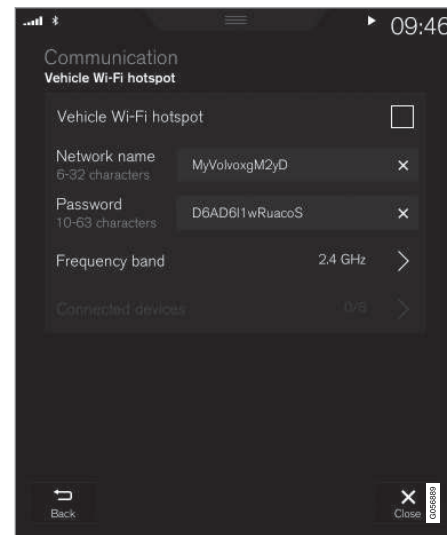 09:46
Communication
Vehicle Wi-Fi hotspot
Vehicle Wi-Fi hotspot
Network name
6-32 characters
MyVolvoxgM2yD
Password
10-63 characters
D6AD6I1wRuacoS
Frequency band
2.4 GHz
Connected devices
0/8
Back
Close
G056889